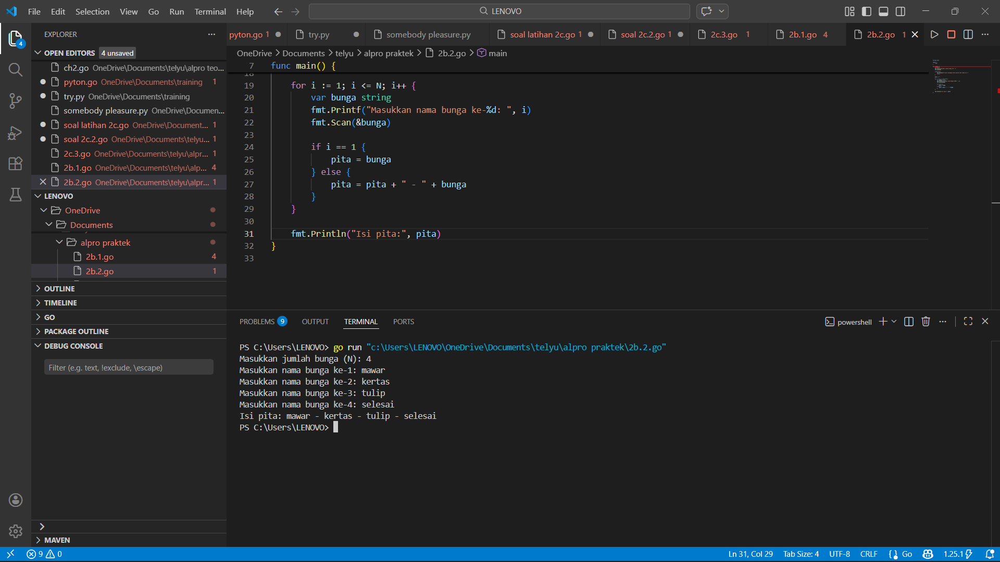 File Edit Selection View Go Run Terminal Help
LENOVO
EXPLORER
OPEN EDITORS 4 unsaved
ch2.go OneDrive\Documents\telyu\alpro teo...
pyton.go OneDrive\Documents\training 1
try.py OneDrive\Documents\training
somebody pleasure.py OneDrive\Documen...
soal latihan 2c.go OneDrive\Document... 1
soal 2c.2.go OneDrive\Documents\telyu... 1
2c.3.go OneDrive\Documents\telyu\alpr... 1
2b.1.go OneDrive\Documents\telyu\alp... 4
2b.2.go OneDrive\Documents\telyu\alpr... 1
LENOVO
OneDrive
Documents
alpro praktek
2b.1.go 4
2b.2.go 1
OUTLINE
TIMELINE
GO
PACKAGE OUTLINE
DEBUG CONSOLE
Filter (e.g. text, !exclude, \escape)
MAVEN
4
pyton.go 1 try.py somebody pleasure.py soal latihan 2c.go 1 soal 2c.2.go 1 2c.3.go 1 2b.1.go 4 2b.2.go 1
OneDrive > Documents > telyu > alpro praktek > 2b.2.go > main
7 func main() {
18
19 for i := 1; i <= N; i++ {
20 var bunga string
21 fmt.Printf("Masukkan nama bunga ke-%d: ", i)
22 fmt.Scan(&bunga)
23
24 if i == 1 {
25 pita = bunga
26 } else {
27 pita = pita + " - " + bunga
28 }
29 }
30
31 fmt.Println("Isi pita:", pita)
32 }
33
PROBLEMS 9 OUTPUT TERMINAL PORTS
powershell
PS C:\Users\LENOVO> go run "c:\Users\LENOVO\OneDrive\Documents\telyu\alpro praktek\2b.2.go"
Masukkan jumlah bunga (N): 4
Masukkan nama bunga ke-1: mawar
Masukkan nama bunga ke-2: kertas
Masukkan nama bunga ke-3: tulip
Masukkan nama bunga ke-4: selesai
Isi pita: mawar - kertas - tulip - selesai
PS C:\Users\LENOVO>
9 0
Ln 31, Col 29 Tab Size: 4 UTF-8 CRLF {} Go 1.25.1